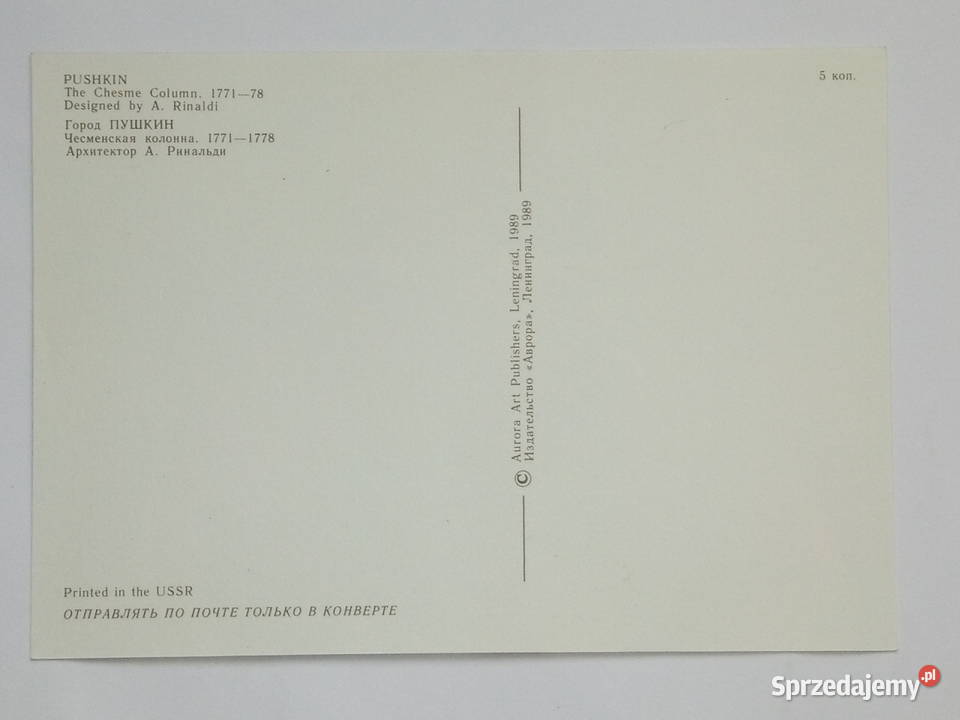 PUSHKIN
The Chesme Column. 1771—78
Designed by A. Rinaldi
Город ПУШКИН
Чесменская колонна. 1771—1778
Архитектор А. Ринальди
5 коп.
© Aurora Art Publishers, Leningrad, 1989
Издательство «Аврора», Ленинград, 1989
Printed in the USSR
ОТПРАВЛЯТЬ ПО ПОЧТЕ ТОЛЬКО В КОНВЕРТЕ
Sprzedajemy.pl